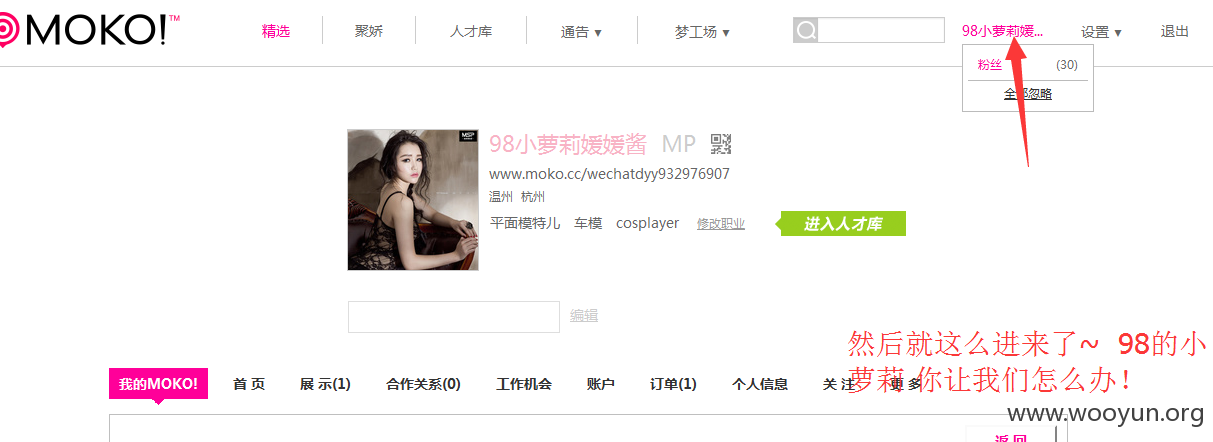 MOKO!™ 精选 聚娇 人才库 通告 ▼ 梦工场 ▼ 98小萝莉媛... 设置 ▼ 退出
粉丝 (30)
全部忽略
MSP
98小萝莉媛媛酱 MP
www.moko.cc/wechatdyy932976907
温州 杭州
平面模特儿 车模 cosplayer 修改职业 进入人才库
编辑
然后就这么进来了~ 98的小
萝莉 你让我们怎么办!
我的MOKO! 首 页 展 示(1) 合作关系(0) 工作机会 账户 订单(1) 个人信息 关 注 更 多
www.wooyun.org
返 回